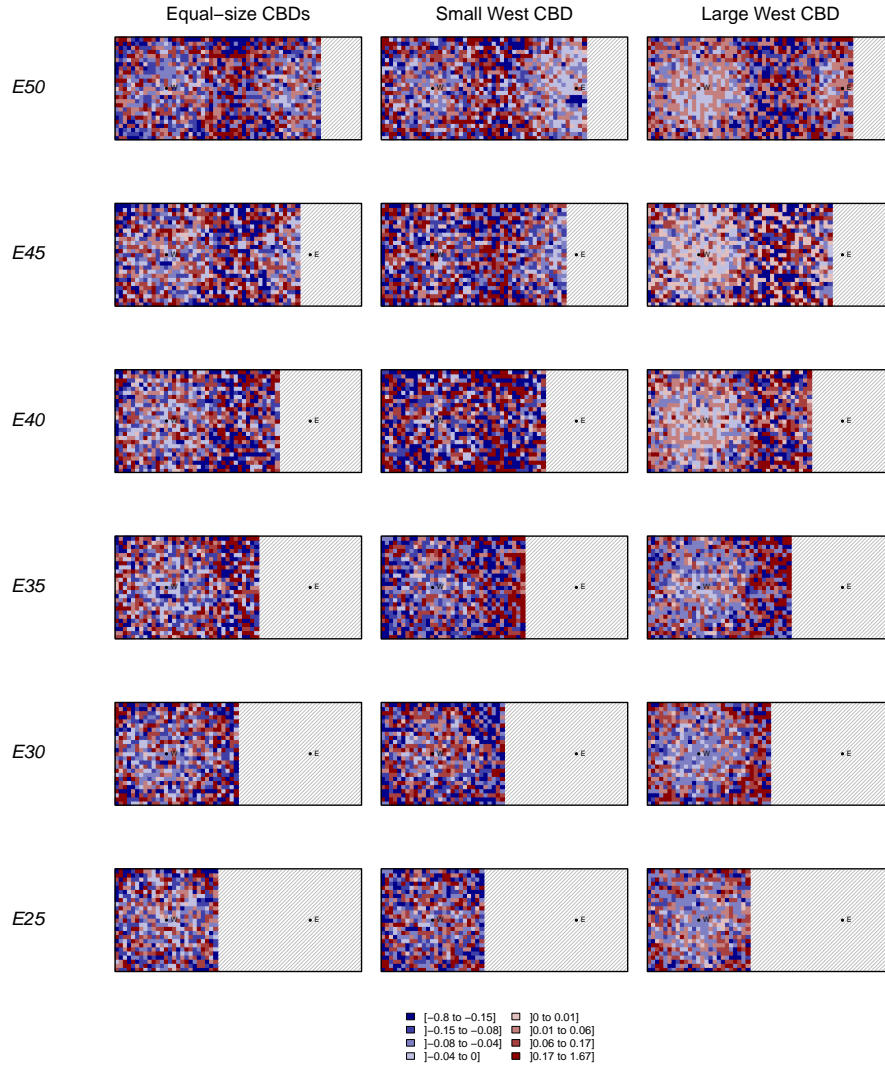 Equal−size CBDs Small West CBD Large West CBD
E50
W E W E W E
E45
W E W E W E
E40
W E W E W E
E35
W E W E W E
E30
W E W E W E
E25
W E W E W E
[−0.8 to −0.15] ]0 to 0.01]
]−0.15 to −0.08] ]0.01 to 0.06]
]−0.08 to −0.04] ]0.06 to 0.17]
]−0.04 to 0] ]0.17 to 1.67]